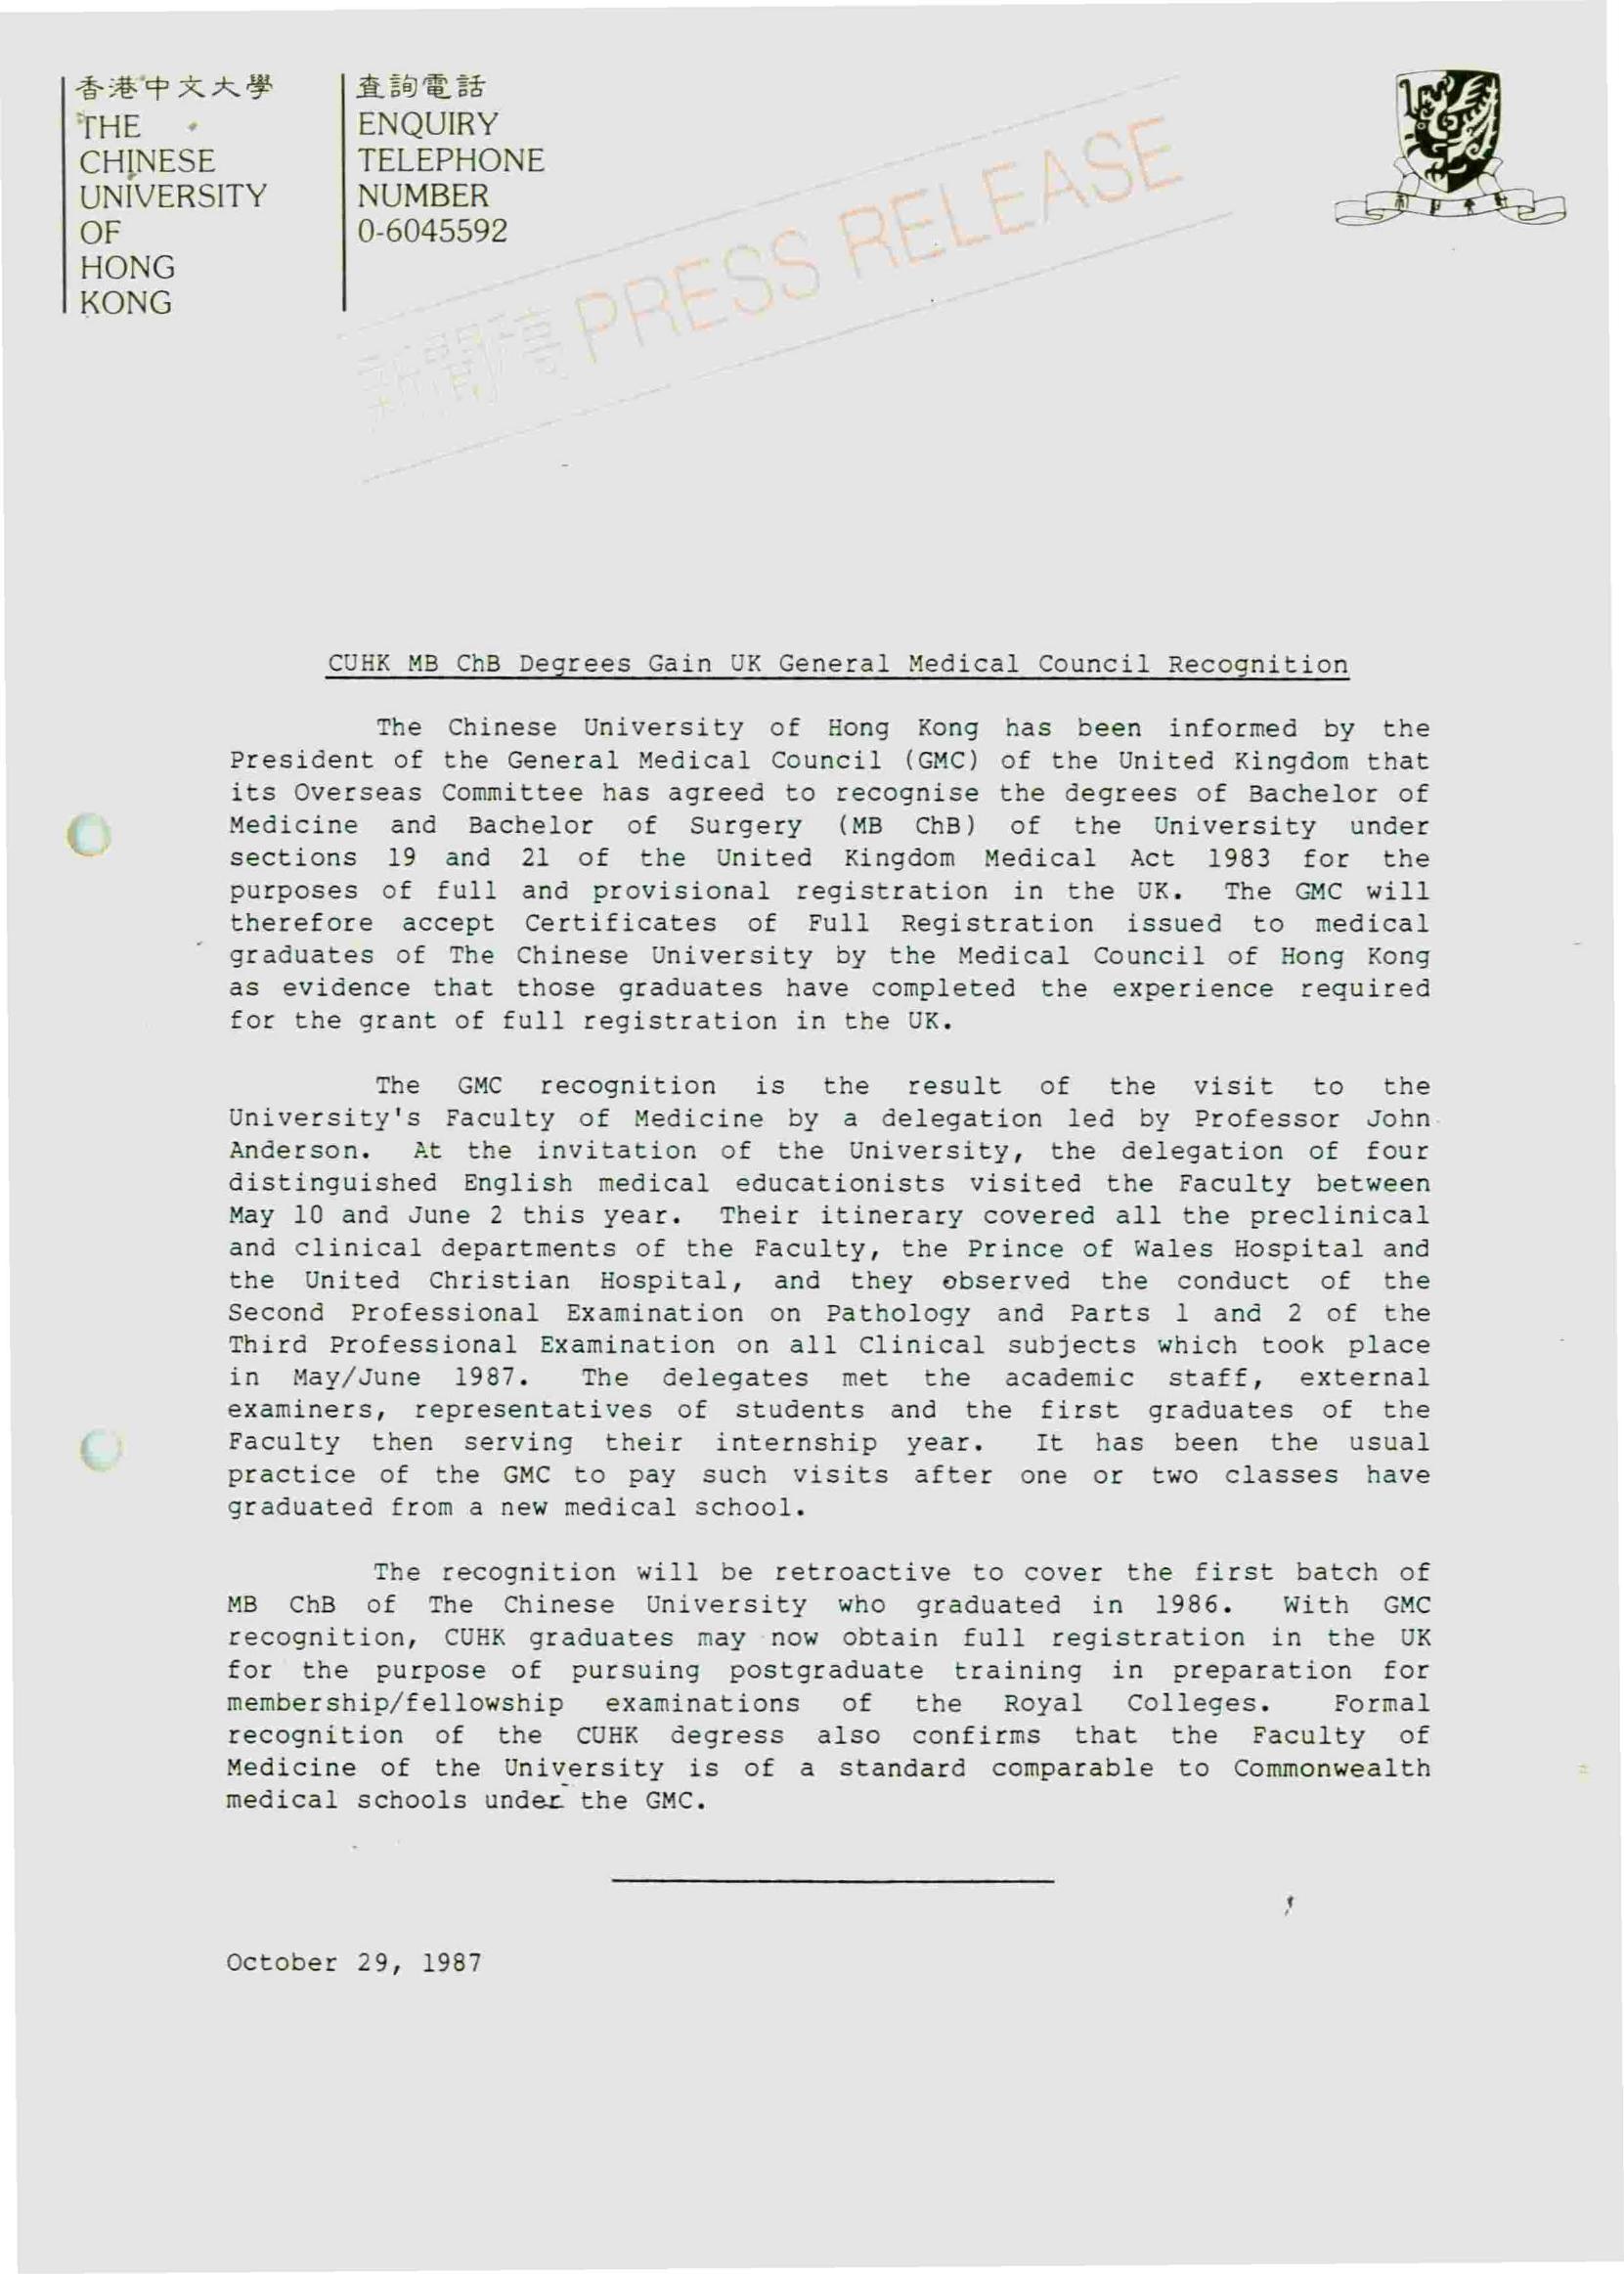 香港中文大學
THE
CHINESE
UNIVERSITY
OF
HONG
KONG
查詢電話
ENQUIRY
TELEPHONE
NUMBER
0-6045592
新聞稿 PRESS RELEASE
CUHK MB ChB Degrees Gain UK General Medical Council Recognition
The Chinese University of Hong Kong has been informed by the
President of the General Medical Council (GMC) of the United Kingdom that
its Overseas Committee has agreed to recognise the degrees of Bachelor of
Medicine and Bachelor of Surgery (MB ChB) of the University under
sections 19 and 21 of the United Kingdom Medical Act 1983 for the
purposes of full and provisional registration in the UK. The GMC will
therefore accept Certificates of Full Registration issued to medical
graduates of The Chinese University by the Medical Council of Hong Kong
as evidence that those graduates have completed the experience required
for the grant of full registration in the UK.
The GMC recognition is the result of the visit to the
University's Faculty of Medicine by a delegation led by Professor John
Anderson. At the invitation of the University, the delegation of four
distinguished English medical educationists visited the Faculty between
May 10 and June 2 this year. Their itinerary covered all the preclinical
and clinical departments of the Faculty, the Prince of Wales Hospital and
the United Christian Hospital, and they observed the conduct of the
Second Professional Examination on Pathology and Parts 1 and 2 of the
Third Professional Examination on all Clinical subjects which took place
in May/June 1987. The delegates met the academic staff, external
examiners, representatives of students and the first graduates of the
Faculty then serving their internship year. It has been the usual
practice of the GMC to pay such visits after one or two classes have
graduated from a new medical school.
The recognition will be retroactive to cover the first batch of
MB ChB of The Chinese University who graduated in 1986. With GMC
recognition, CUHK graduates may now obtain full registration in the UK
for the purpose of pursuing postgraduate training in preparation for
membership/fellowship examinations of the Royal Colleges. Formal
recognition of the CUHK degress also confirms that the Faculty of
Medicine of the University is of a standard comparable to Commonwealth
medical schools under the GMC.
October 29, 1987